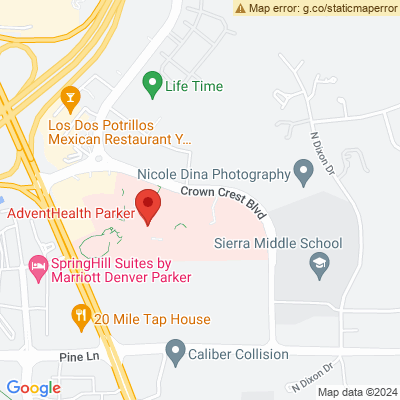 Map error: g.co/staticmaperror
Life Time
Los Dos Potrillos
Mexican Restaurant Y...
N Dixon Dr
Nicole Dina Photography
Crown Crest Blvd
AdventHealth Parker
Sierra Middle School
SpringHill Suites by
Marriott Denver Parker
20 Mile Tap House
Pine Ln
Caliber Collision
N Dixon Dr
Google
Map data ©2024